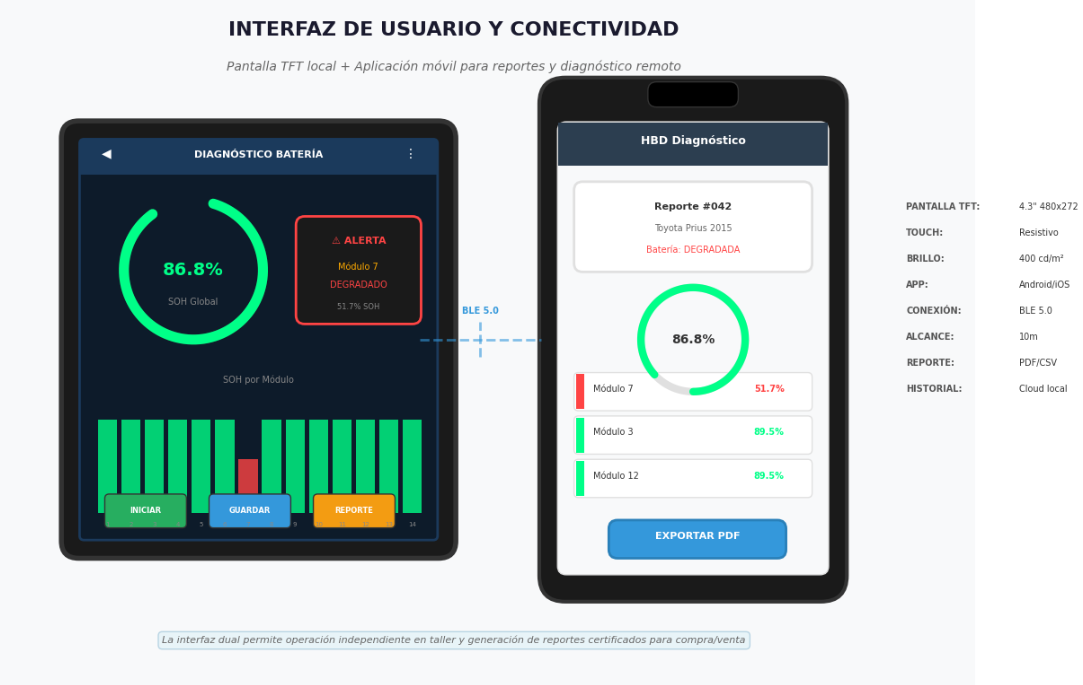 INTERFAZ DE USUARIO Y CONECTIVIDAD
Pantalla TFT local + Aplicación móvil para reportes y diagnóstico remoto
◀ DIAGNÓSTICO BATERÍA ⋮
86.8%
SOH Global
⚠ ALERTA
Módulo 7
DEGRADADO
51.7% SOH
SOH por Módulo
INICIAR GUARDAR REPORTE
5 9 14
BLE 5.0
HBD Diagnóstico
Reporte #042
Toyota Prius 2015
Batería: DEGRADADA
86.8%
Módulo 7 51.7%
Módulo 3 89.5%
Módulo 12 89.5%
EXPORTAR PDF
PANTALLA TFT: 4.3" 480x272
TOUCH: Resistivo
BRILLO: 400 cd/m²
APP: Android/iOS
CONEXIÓN: BLE 5.0
ALCANCE: 10m
REPORTE: PDF/CSV
HISTORIAL: Cloud local
La interfaz dual permite operación independiente en taller y generación de reportes certificados para compra/venta